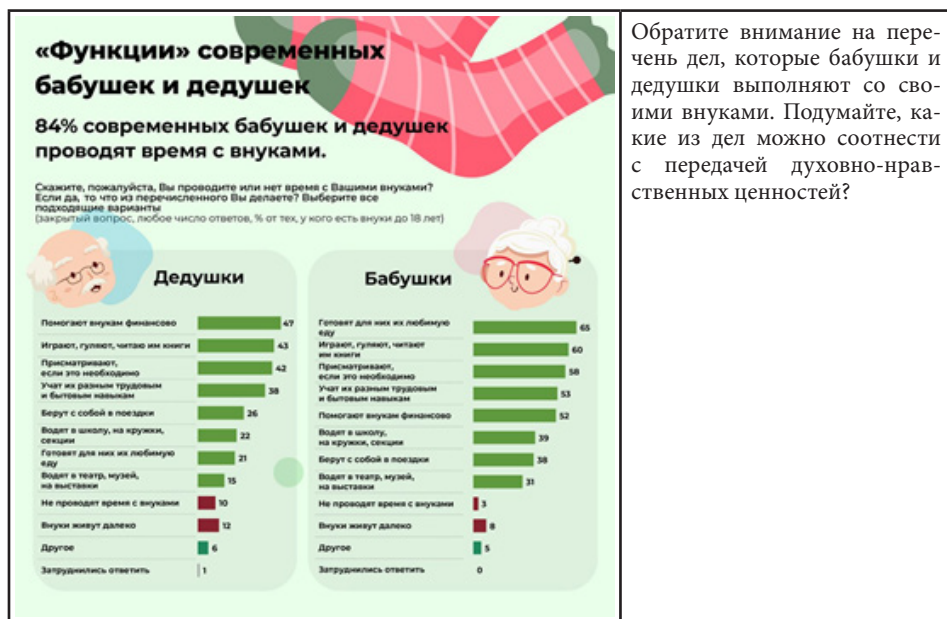 «Функции» современных
бабушек и дедушек
84% современных бабушек и дедушек
проводят время с внуками.
Скажите, пожалуйста, Вы проводите или нет время с Вашими внуками?
Если да, то что из перечисленного Вы делаете? Выберите все
подходящие варианты
(закрытый вопрос, любое число ответов, % от тех, у кого есть внуки до 18 лет)
Дедушки
Помогают внукам финансово 47
Играют, гуляют, читаю им книги 43
Присматривают,
если это необходимо 42
Учат их разным трудовым
и бытовым навыкам 38
Берут с собой в поездки 26
Водят в школу, на кружки,
секции 22
Готовят для них их любимую
еду 21
Водят в театр, музей,
на выставки 15
Не проводят время с внуками 10
Внуки живут далеко 12
Другое 6
Затруднились ответить 1
Бабушки
Готовят для них их любимую
еду 65
Играют, гуляют, читают
им книги 60
Присматривают,
если это необходимо 58
Учат их разным трудовым
и бытовым навыкам 53
Помогают внукам финансово 52
Водят в школу,
на кружки, секции 39
Берут с собой в поездки 38
Водят в театр, музей,
на выставки 31
Не проводят время с внуками 3
Внуки живут далеко 8
Другое 5
Затруднились ответить 0
Обратите внимание на пере-
чень дел, которые бабушки и
дедушки выполняют со сво-
ими внуками. Подумайте, ка-
кие из дел можно соотнести
с передачей духовно-нрав-
ственных ценностей?